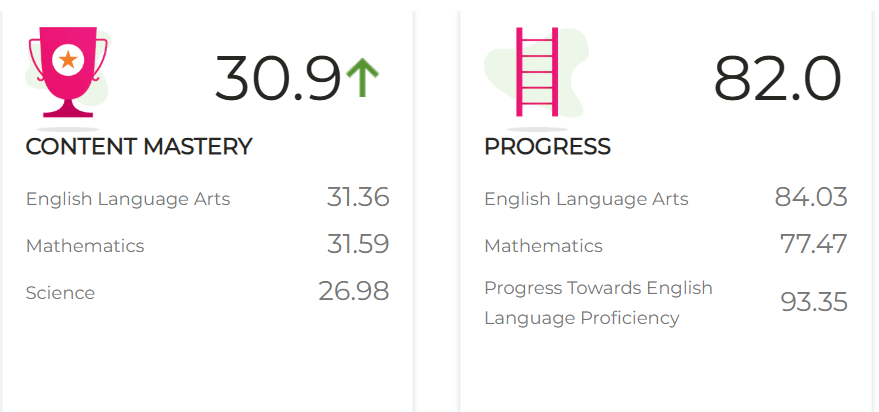 30.9
CONTENT MASTERY
English Language Arts 31.36
Mathematics 31.59
Science 26.98
82.0
PROGRESS
English Language Arts 84.03
Mathematics 77.47
Progress Towards English
Language Proficiency 93.35